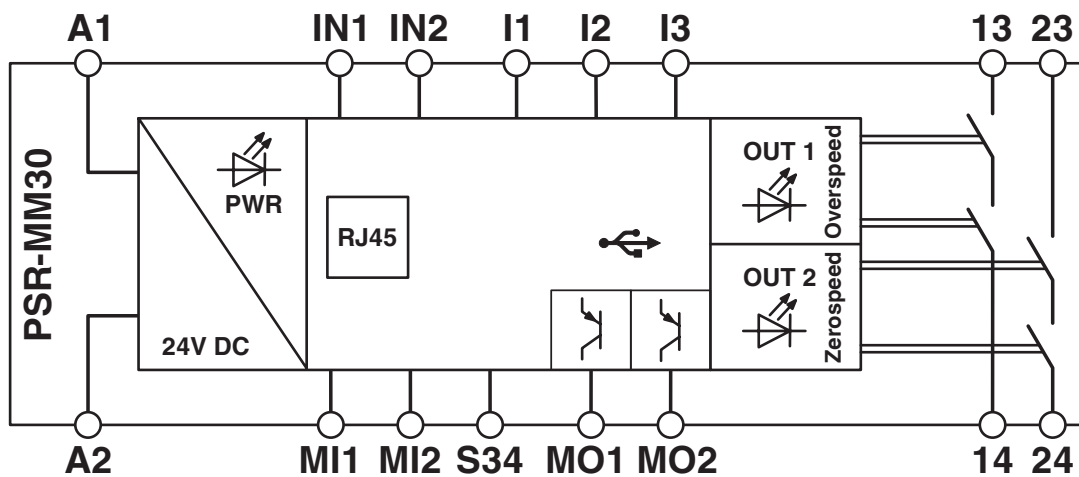 A1 IN1 IN2 I1 I2 I3 13 23
PSR-MM30
PWR
24V DC
RJ45
OUT 1
Overspeed
OUT 2
Zerospeed
A2 MI1 MI2 S34 MO1 MO2 14 24